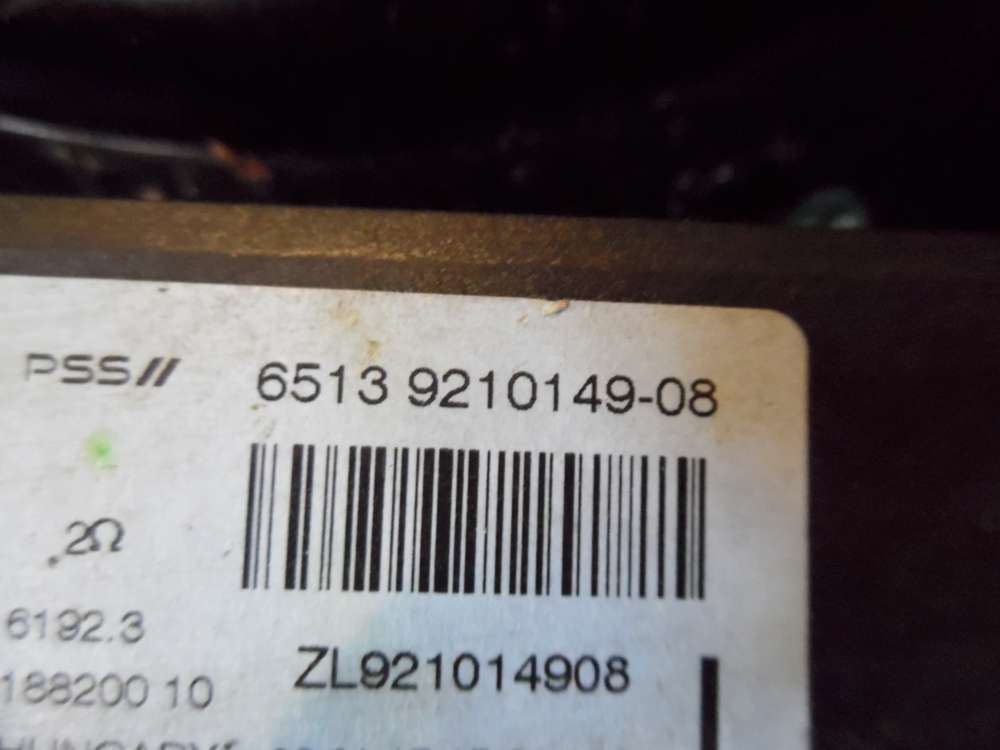 PSS// 6513 9210149-08
.2Ω
6192.3
188200 10
ZL921014908